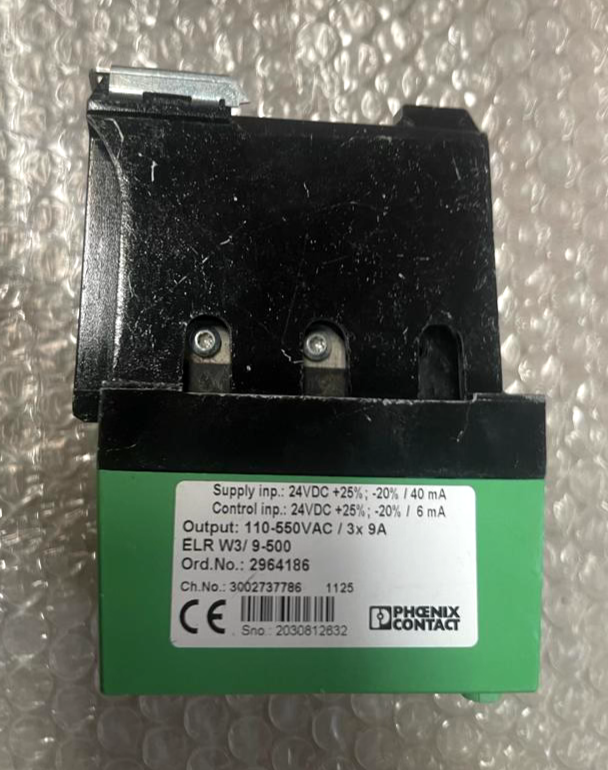 Supply inp.: 24VDC +25%; -20% / 40 mA
Control inp.: 24VDC +25%; -20% / 6 mA
Output: 110-550VAC / 3x 9A
ELR W3/ 9-500
Ord.No.: 2964186
Ch.No.: 3002737786 1125
CE
Sno : 2030812632
PHŒNIX
CONTACT